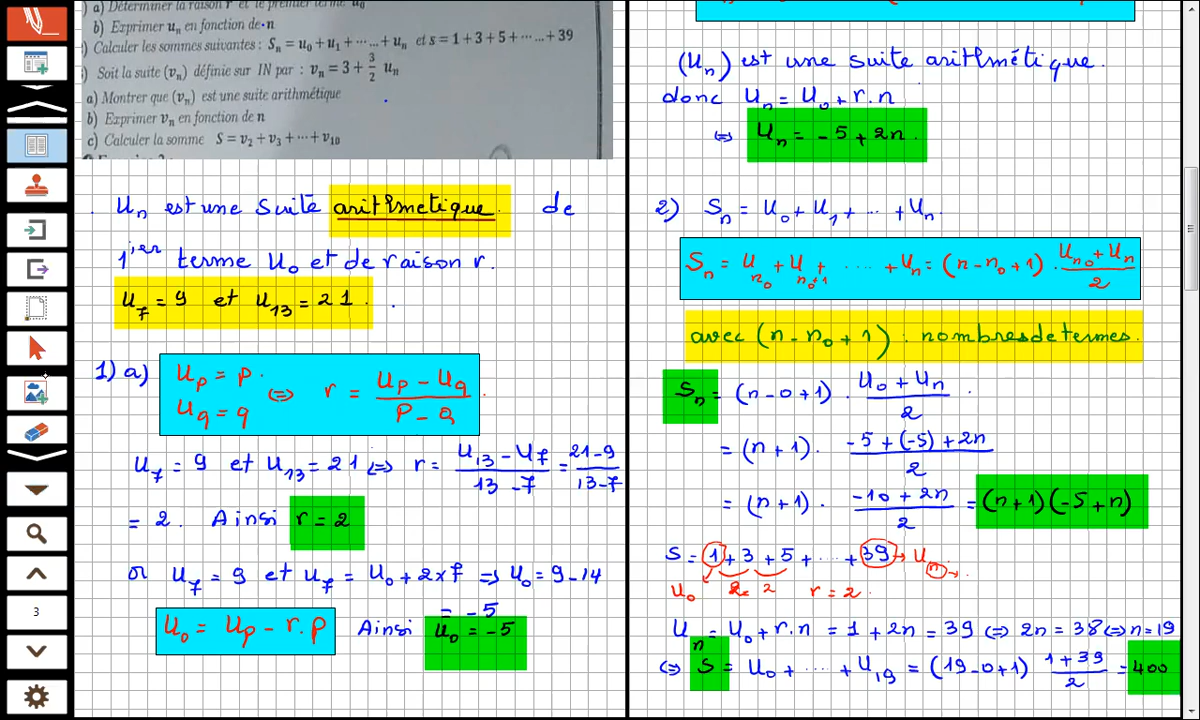 ) a) Déterminer la raison r et le premier terme u₀
b) Exprimer uₙ en fonction de n
) Calculer les sommes suivantes : Sₙ = u₀ + u₁ + ⋯ ... + uₙ et s = 1 + 3 + 5 + ⋯ ... + 39
) Soit la suite (vₙ) définie sur IN par : vₙ = 3 + 3/2 uₙ
a) Montrer que (vₙ) est une suite arithmétique
b) Exprimer vₙ en fonction de n
c) Calculer la somme S = v₂ + v₃ + ⋯ + v₁₀
Uₙ est une suite arithmetique. de
1'ier terme U₀ et de raison r.
U₇ = 9 et U₁₃ = 21.
1) a) Up = p
Uq = q
⇔ r = (Up - Uq)/(P - Q)
U₇ = 9 et U₁₃ = 21 ⇔ r = (U₁₃ - U₇)/(13 - 7) = (21 - 9)/(13 - 7)
= 2. Ainsi r = 2
or U₇ = 9 et U₇ = U₀ + 2×7 ⇒ U₀ = 9 - 14
= -5
U₀ = Up - r.p Ainsi U₀ = -5
3
(Uₙ) est une suite arithmétique.
donc Uₙ = U₀ + r.n
⇔ Uₙ = -5 + 2n
2) Sₙ = U₀ + U₁ + ⋯ + Uₙ
Sₙ = Uₙ₀ + Uₙ₀₊₁ + ⋯ + Uₙ = (n - n₀ + 1) . (Uₙ₀ + Uₙ)/2
avec (n - n₀ + 1) : nombres de termes.
Sₙ = (n - 0 + 1) . (U₀ + Uₙ)/2
= (n + 1) . (-5 + (-5) + 2n)/2
= (n + 1) . (-10 + 2n)/2 = (n + 1)(-5 + n)
S = 1 + 3 + 5 + ⋯ + 39 → Uₙ →
U₀ 2 2 r = 2
Uₙ = U₀ + r.n = 1 + 2n = 39 ⇔ 2n = 38 ⇔ n = 19
⇔ S = U₀ + ⋯ + U₁₉ = (19 - 0 + 1) (1 + 39)/2 = 400